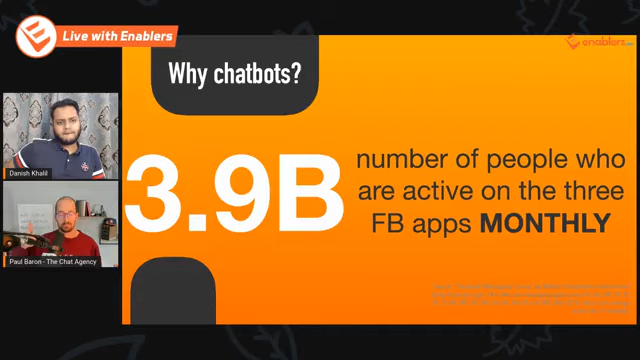 Live with Enablers
enablers
Why chatbots?
Danish Khalil
Paul Baron - The Chat Agency
3.9B
number of people who
are active on the three
FB apps MONTHLY